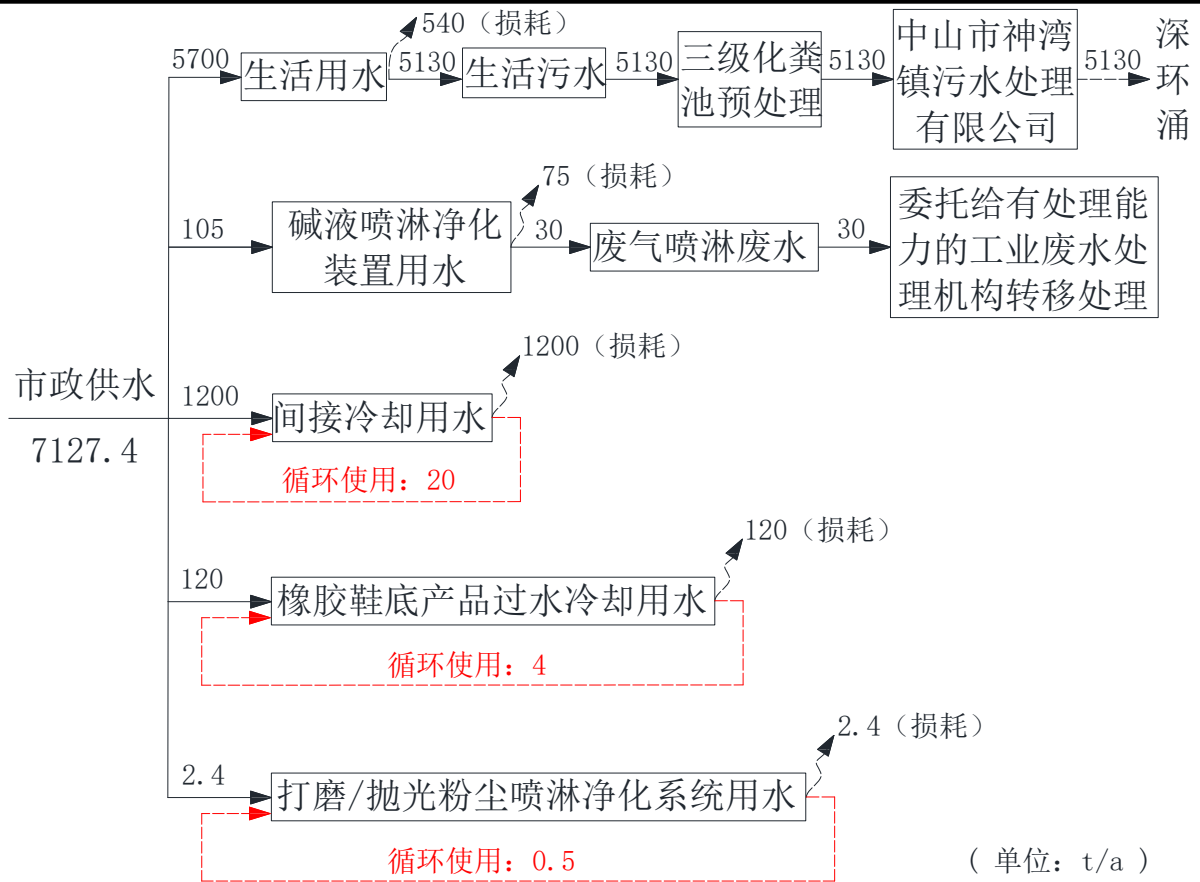 540（损耗）
5700
生活用水
5130
生活污水
5130
三级化粪
池预处理
5130
中山市神湾
镇污水处理
有限公司
5130
深
环
涌
75（损耗）
105
碱液喷淋净化
装置用水
30
废气喷淋废水
30
委托给有处理能
力的工业废水处
理机构转移处理
1200（损耗）
市政供水
7127.4
1200
间接冷却用水
循环使用：20
120（损耗）
120
橡胶鞋底产品过水冷却用水
循环使用：4
2.4（损耗）
2.4
打磨/抛光粉尘喷淋净化系统用水
循环使用：0.5
（单位：t/a）